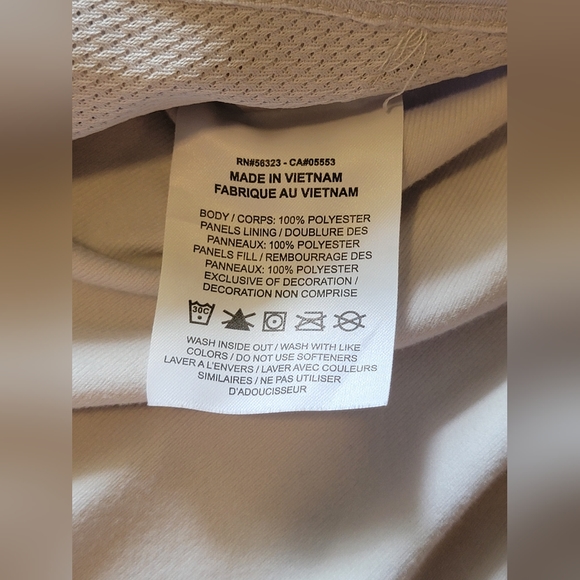 RN#56323 - CA#05553
MADE IN VIETNAM
FABRIQUE AU VIETNAM
BODY / CORPS: 100% POLYESTER
PANELS LINING / DOUBLURE DES
PANNEAUX: 100% POLYESTER
PANELS FILL / REMBOURRAGE DES
PANNEAUX: 100% POLYESTER
EXCLUSIVE OF DECORATION /
DECORATION NON COMPRISE
30C
WASH INSIDE OUT / WASH WITH LIKE
COLORS / DO NOT USE SOFTENERS
LAVER A L'ENVERS / LAVER AVEC COULEURS
SIMILAIRES / NE PAS UTILISER
D'ADOUCISSEUR